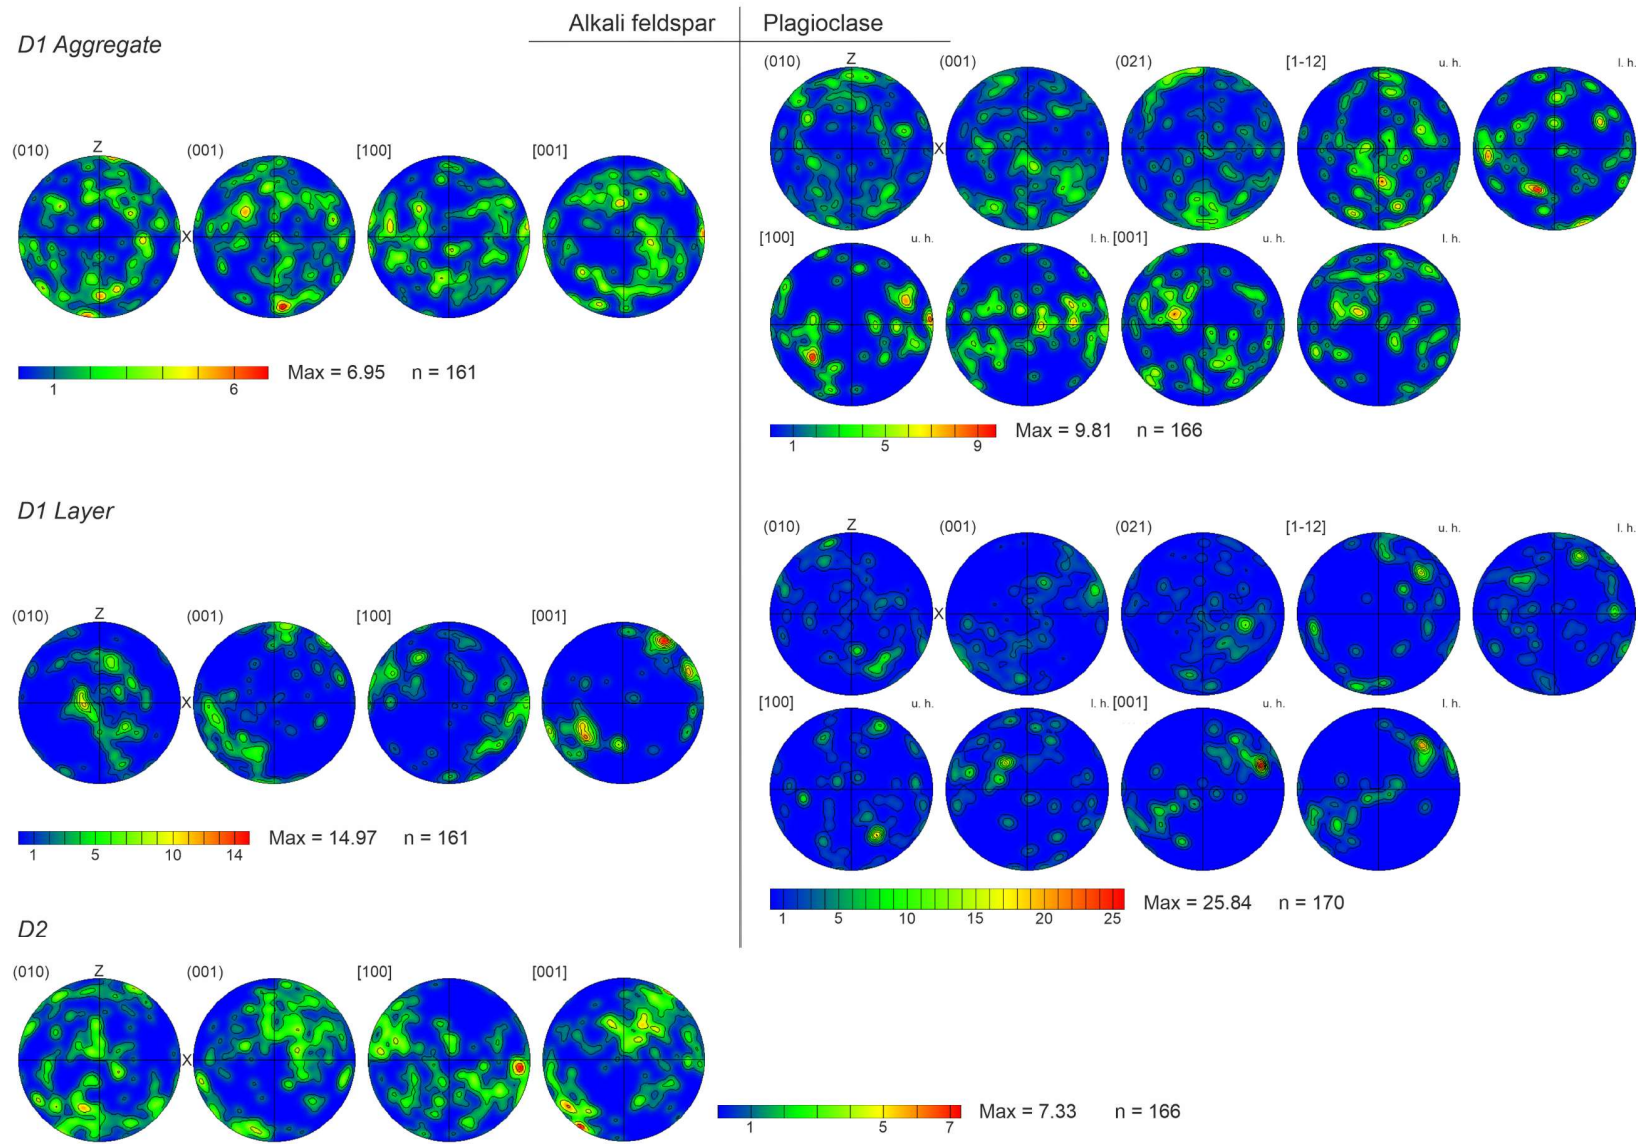 Alkali feldspar Plagioclase
D1 Aggregate
(010) Z (001) (021) [1-12] u. h. l. h.
X
(010) Z (001) [100] [001]
X
[100] u. h. l. h. [001] u. h. l. h.
1 6 Max = 6.95 n = 161
1 5 9 Max = 9.81 n = 166
D1 Layer
(010) Z (001) (021) [1-12] u. h. l. h.
X
(010) Z (001) [100] [001]
X
[100] u. h. l. h. [001] u. h. l. h.
1 5 10 14 Max = 14.97 n = 161
1 5 10 15 20 25 Max = 25.84 n = 170
D2
(010) Z (001) [100] [001]
X
1 5 7 Max = 7.33 n = 166